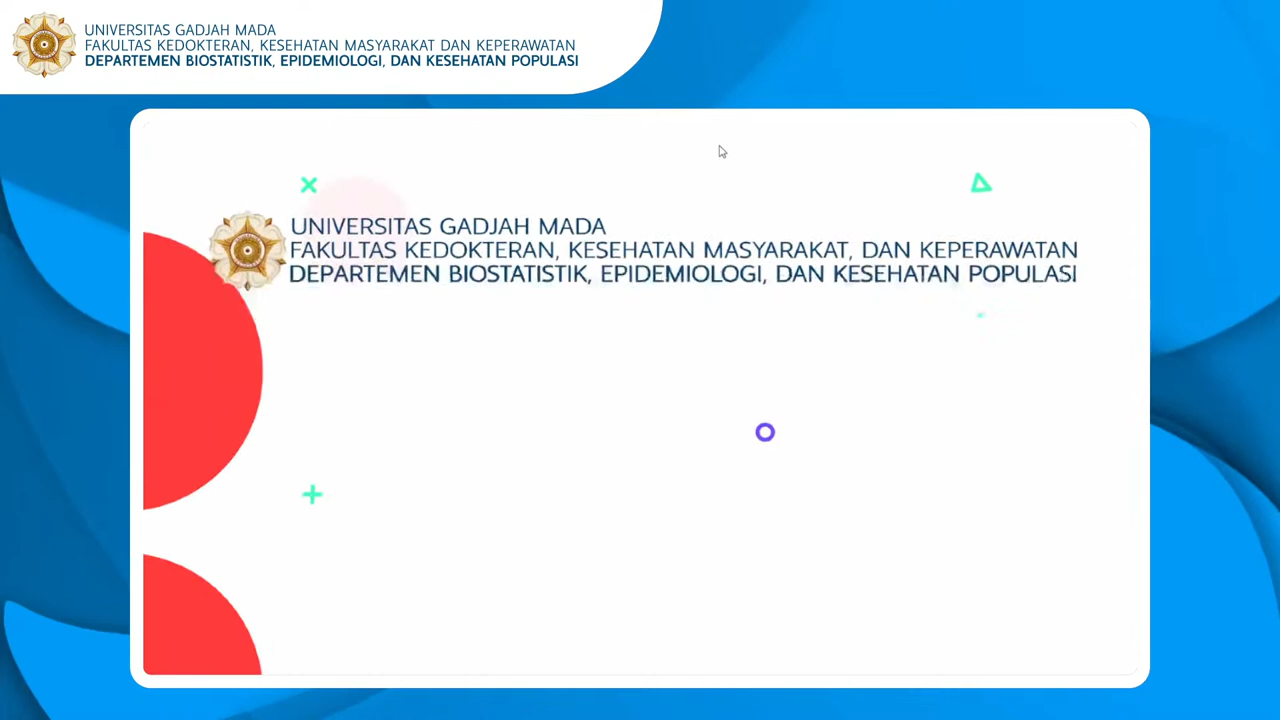 UNIVERSITAS GADJAH MADA
FAKULTAS KEDOKTERAN, KESEHATAN MASYARAKAT DAN KEPERAWATAN
DEPARTEMEN BIOSTATISTIK, EPIDEMIOLOGI, DAN KESEHATAN POPULASI
UNIVERSITAS GADJAH MADA
FAKULTAS KEDOKTERAN, KESEHATAN MASYARAKAT, DAN KEPERAWATAN
DEPARTEMEN BIOSTATISTIK, EPIDEMIOLOGI, DAN KESEHATAN POPULASI